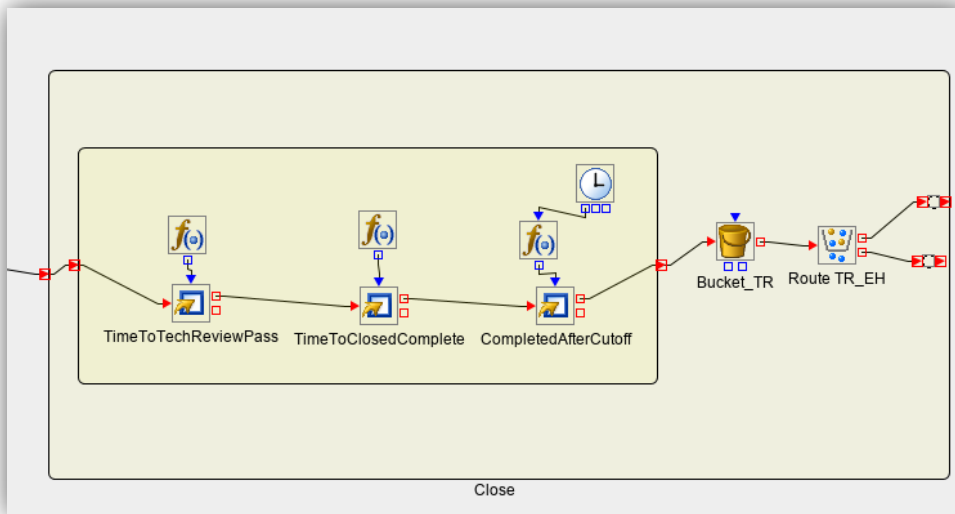 TimeToTechReviewPass
TimeToClosedComplete
CompletedAfterCutoff
Bucket_TR
Route TR_EH
Close